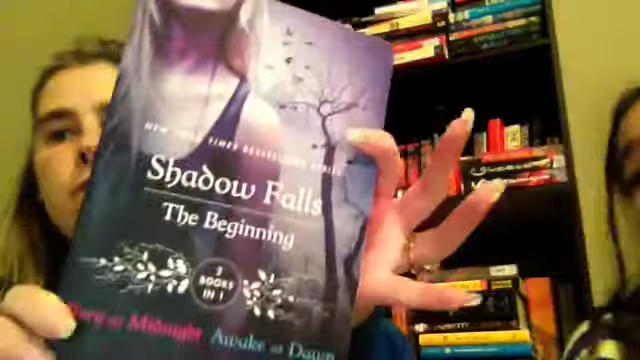 NEW YORK TIMES BESTSELLING SERIES
Shadow Falls
The Beginning
2
BOOKS
IN 1
Born at Midnight Awake at Dawn